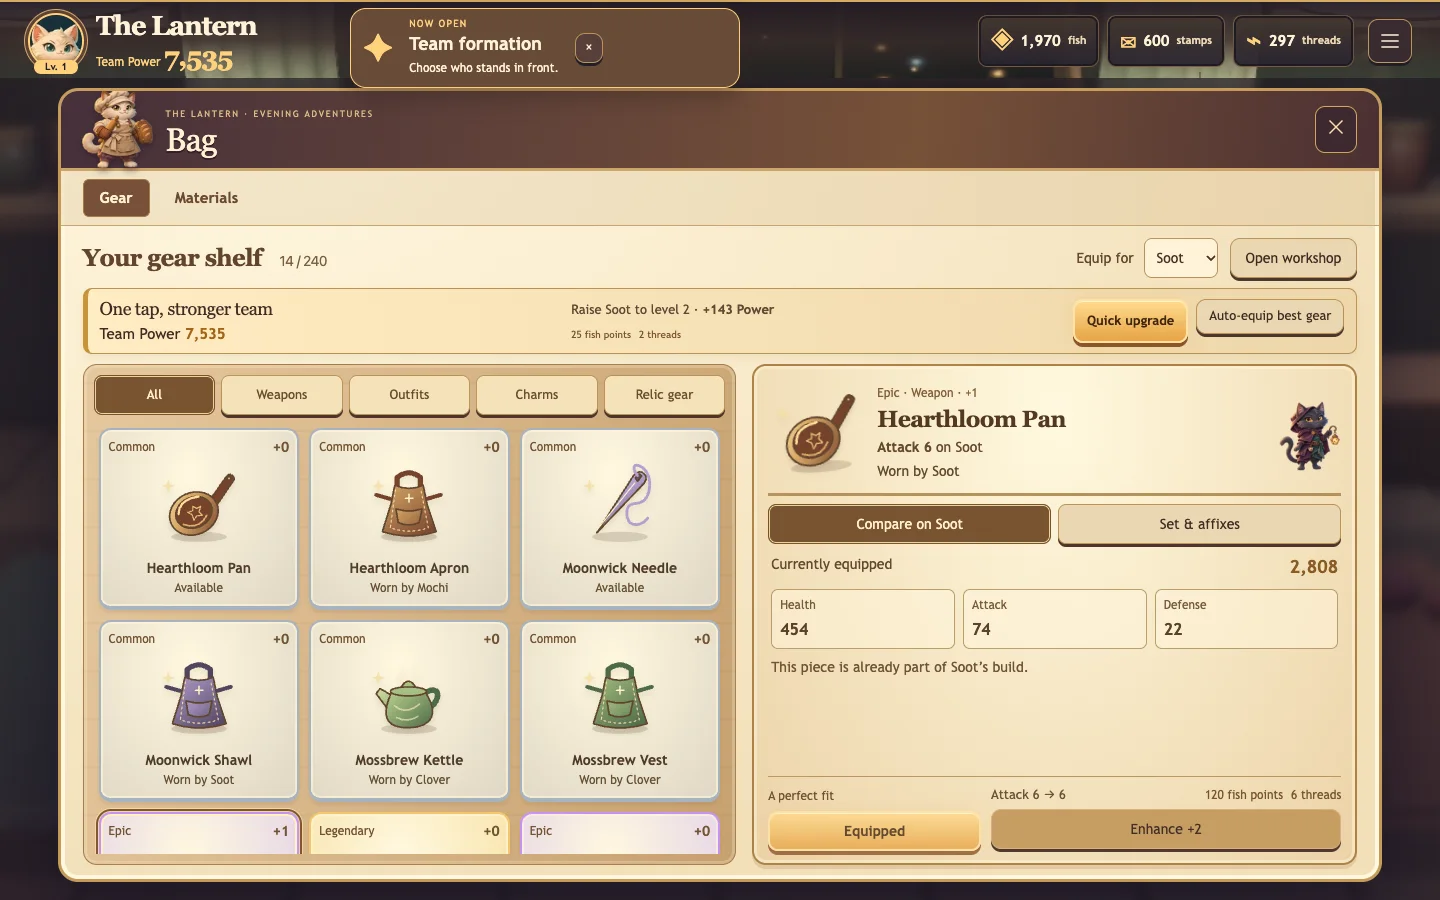 The Lantern
Lv. 1
Team Power 7,535
NOW OPEN
Team formation
Choose who stands in front.
×
1,970 fish
600 stamps
297 threads
THE LANTERN · EVENING ADVENTURES
Bag
Gear
Materials
Your gear shelf 14 / 240
Equip for
Soot
Open workshop
One tap, stronger team
Team Power 7,535
Raise Soot to level 2 · +143 Power
25 fish points 2 threads
Quick upgrade
Auto-equip best gear
All
Weapons
Outfits
Charms
Relic gear
Common +0
Hearthloom Pan
Available
Common +0
Hearthloom Apron
Worn by Mochi
Common +0
Moonwick Needle
Available
Common +0
Moonwick Shawl
Worn by Soot
Common +0
Mossbrew Kettle
Worn by Clover
Common +0
Mossbrew Vest
Worn by Clover
Epic +1
Legendary +0
Epic +0
Epic · Weapon · +1
Hearthloom Pan
Attack 6 on Soot
Worn by Soot
Compare on Soot
Set & affixes
Currently equipped
2,808
Health
454
Attack
74
Defense
22
This piece is already part of Soot's build.
A perfect fit
Equipped
Attack 6 → 6
120 fish points 6 threads
Enhance +2